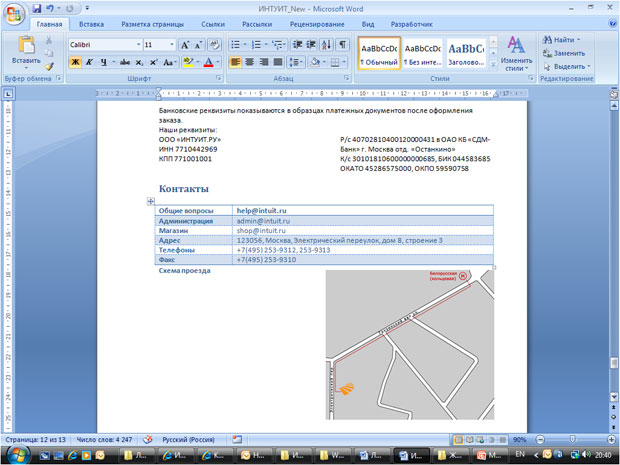 ИНТУИТ_New - Microsoft Word
Главная Вставка Разметка страницы Ссылки Рассылки Рецензирование Вид Разработчик
Calibri 11
Вставить
Буфер обмена
Шрифт
Абзац
АаBbCcDc АаBbCcDc АаBbCc
¶ Обычный ¶ Без инте... Заголово...
Изменить стили
Стили
Найти
Заменить
Выделить
Редактирование
Банковские реквизиты показываются в образцах платежных документов после оформления
заказа.
Наши реквизиты:
ООО «ИНТУИТ.РУ»
ИНН 7710442969
КПП 771001001
Р/с 40702810400120000431 в ОАО КБ «СДМ-
Банк» г. Москва отд. «Останкино»
К/с 30101810600000000685, БИК 044583685
ОКАТО 45286575000, ОКПО 59590758
Контакты
Общие вопросы help@intuit.ru
Администрация admin@intuit.ru
Магазин shop@intuit.ru
Адрес 123056, Москва, Электрический переулок, дом 8, строение 3
Телефоны +7(495) 253-9312, 253-9313
Факс +7(495) 253-9310
Схема проезда
Белорусская
(кольцевая)
Страница: 12 из 13 Число слов: 4 247 Русский (Россия) 90%
EN 20:40